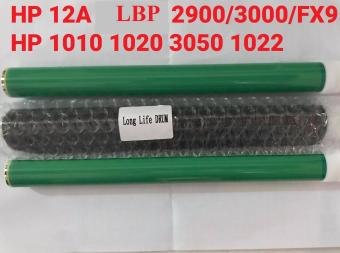 HP 12A LBP 2900/3000/FX9
HP 1010 1020 3050 1022
Long Life DRUM